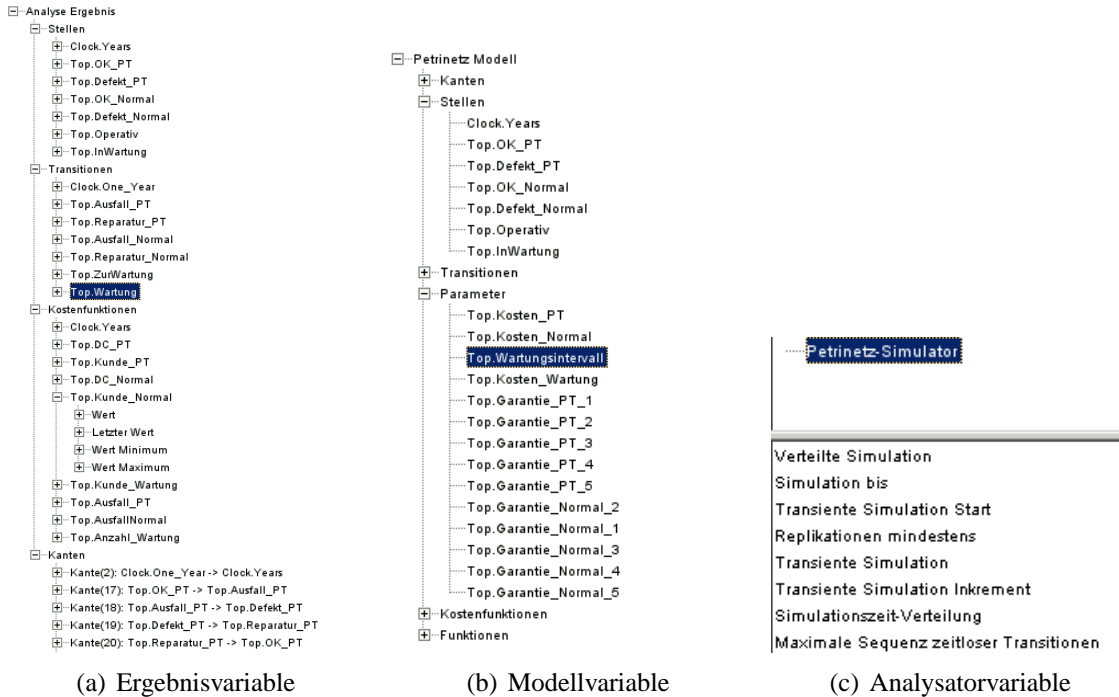 Analyse Ergebnis
Stellen
Clock.Years
Top.OK_PT
Top.Defekt_PT
Top.OK_Normal
Top.Defekt_Normal
Top.Operativ
Top.InWartung
Transitionen
Clock.One_Year
Top.Ausfall_PT
Top.Reparatur_PT
Top.Ausfall_Normal
Top.Reparatur_Normal
Top.ZurWartung
Top.Wartung
Kostenfunktionen
Clock.Years
Top.DC_PT
Top.Kunde_PT
Top.DC_Normal
Top.Kunde_Normal
Wert
Letzter Wert
Wert Minimum
Wert Maximum
Top.Kunde_Wartung
Top.Ausfall_PT
Top.AusfallNormal
Top.Anzahl_Wartung
Kanten
Kante(2): Clock.One_Year -> Clock.Years
Kante(17): Top.OK_PT -> Top.Ausfall_PT
Kante(18): Top.Ausfall_PT -> Top.Defekt_PT
Kante(19): Top.Defekt_PT -> Top.Reparatur_PT
Kante(20): Top.Reparatur_PT -> Top.OK_PT
(a) Ergebnisvariable
Petrinetz Modell
Kanten
Stellen
Clock.Years
Top.OK_PT
Top.Defekt_PT
Top.OK_Normal
Top.Defekt_Normal
Top.Operativ
Top.InWartung
Transitionen
Parameter
Top.Kosten_PT
Top.Kosten_Normal
Top.Wartungsintervall
Top.Kosten_Wartung
Top.Garantie_PT_1
Top.Garantie_PT_2
Top.Garantie_PT_3
Top.Garantie_PT_4
Top.Garantie_PT_5
Top.Garantie_Normal_2
Top.Garantie_Normal_1
Top.Garantie_Normal_3
Top.Garantie_Normal_4
Top.Garantie_Normal_5
Kostenfunktionen
Funktionen
(b) Modellvariable
Petrinetz-Simulator
Verteilte Simulation
Simulation bis
Transiente Simulation Start
Replikationen mindestens
Transiente Simulation
Transiente Simulation Inkrement
Simulationszeit-Verteilung
Maximale Sequenz zeitloser Transitionen
(c) Analysatorvariable